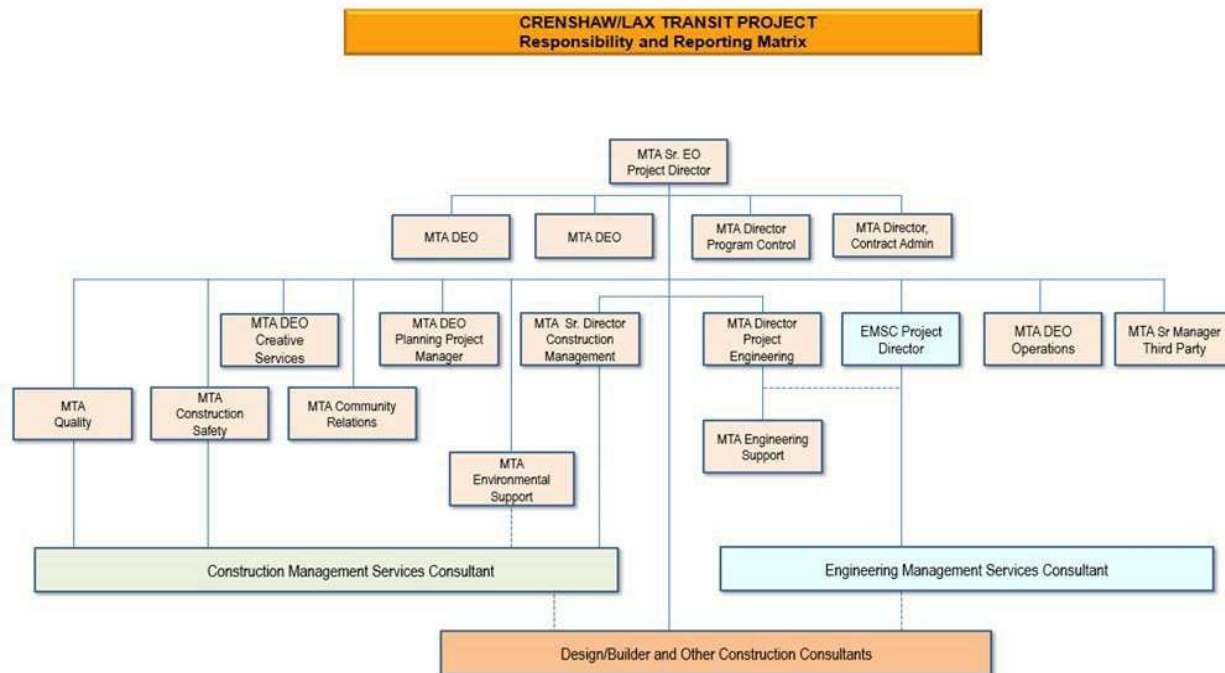 CRENSHAW/LAX TRANSIT PROJECT
Responsibility and Reporting Matrix
MTA Sr. EO
Project Director
MTA DEO
MTA DEO
MTA Director
Program Control
MTA Director,
Contract Admin
MTA DEO
Creative
Services
MTA DEO
Planning Project
Manager
MTA Sr. Director
Construction
Management
MTA Director
Project
Engineering
EMSC Project
Director
MTA DEO
Operations
MTA Sr Manager
Third Party
MTA
Quality
MTA
Construction
Safety
MTA Community
Relations
MTA Engineering
Support
MTA
Environmental
Support
Construction Management Services Consultant
Engineering Management Services Consultant
Design/Builder and Other Construction Consultants